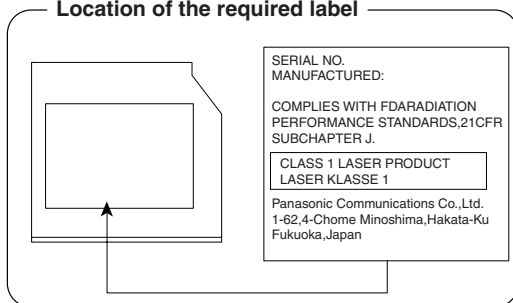 Location of the required label
SERIAL NO.
MANUFACTURED:
COMPLIES WITH FDARADIATION
PERFORMANCE STANDARDS,21CFR
SUBCHAPTER J.
CLASS 1 LASER PRODUCT
LASER KLASSE 1
Panasonic Communications Co.,Ltd.
1-62,4-Chome Minoshima,Hakata-Ku
Fukuoka,Japan